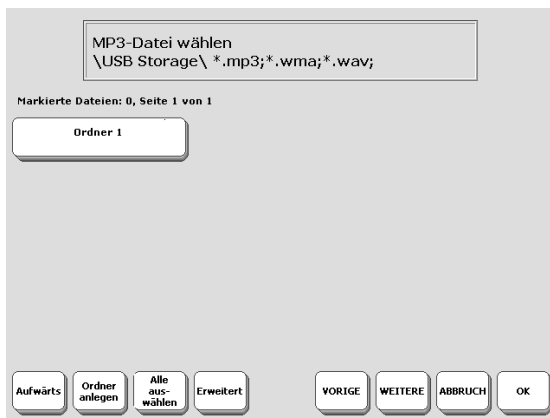 MP3-Datei wählen
\USB Storage\ *.mp3;*.wma;*.wav;
Markierte Dateien: 0, Seite 1 von 1
Ordner 1
Aufwärts
Ordner
anlegen
Alle
aus-
wählen
Erweitert
VORIGE
WEITERE
ABBRUCH
OK